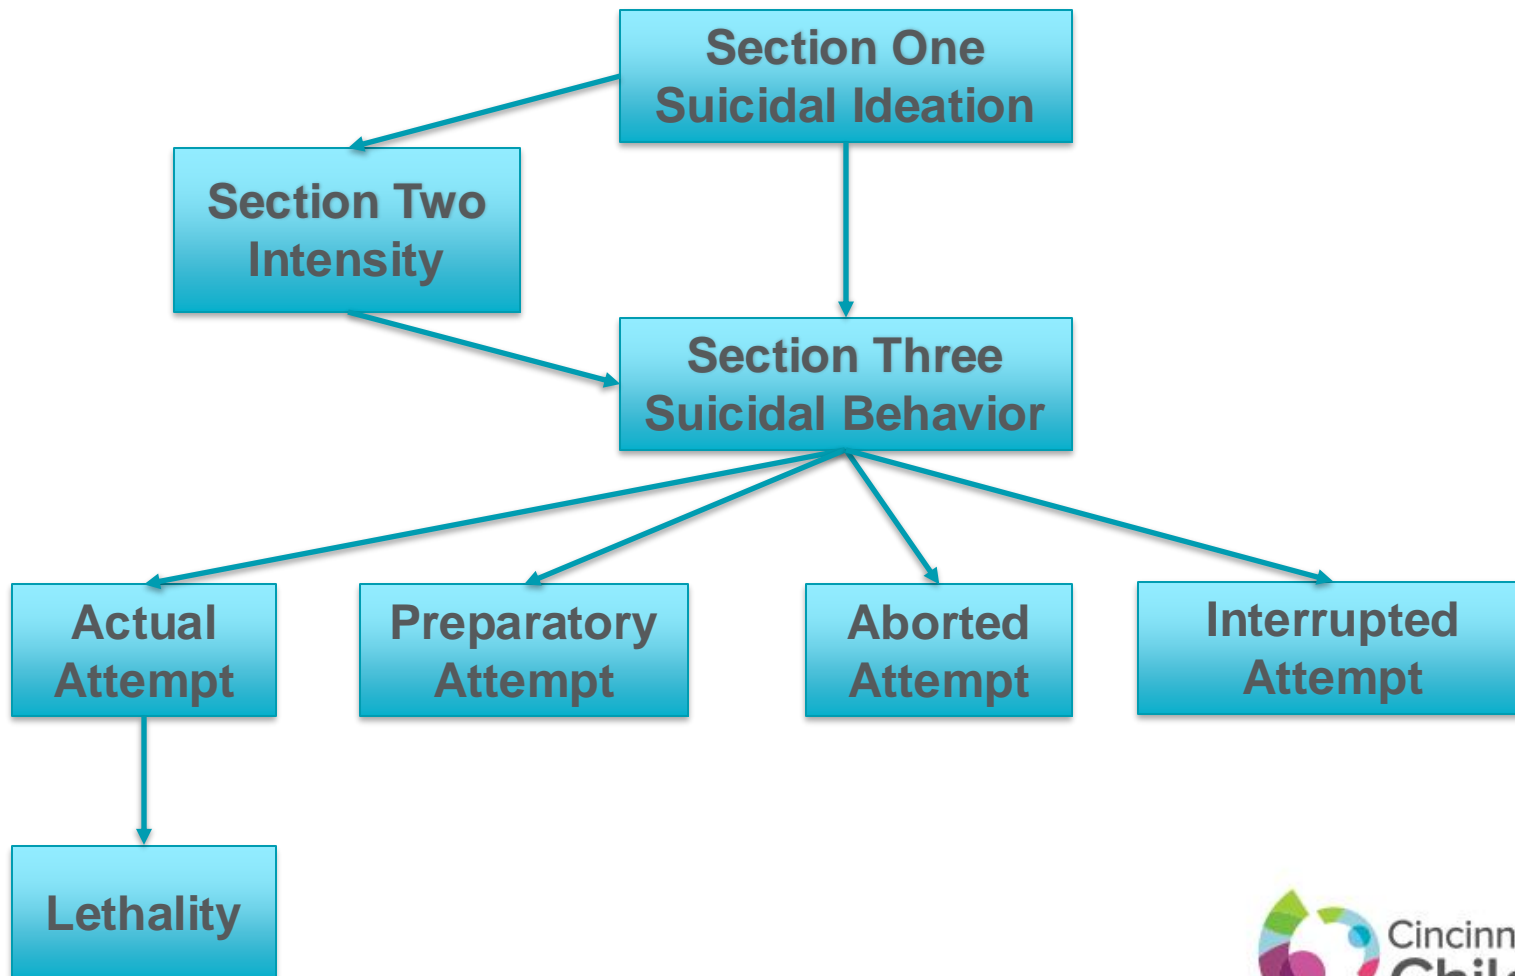 Section One
Suicidal Ideation
Section Two
Intensity
Section Three
Suicidal Behavior
Actual
Attempt
Preparatory
Attempt
Aborted
Attempt
Interrupted
Attempt
Lethality